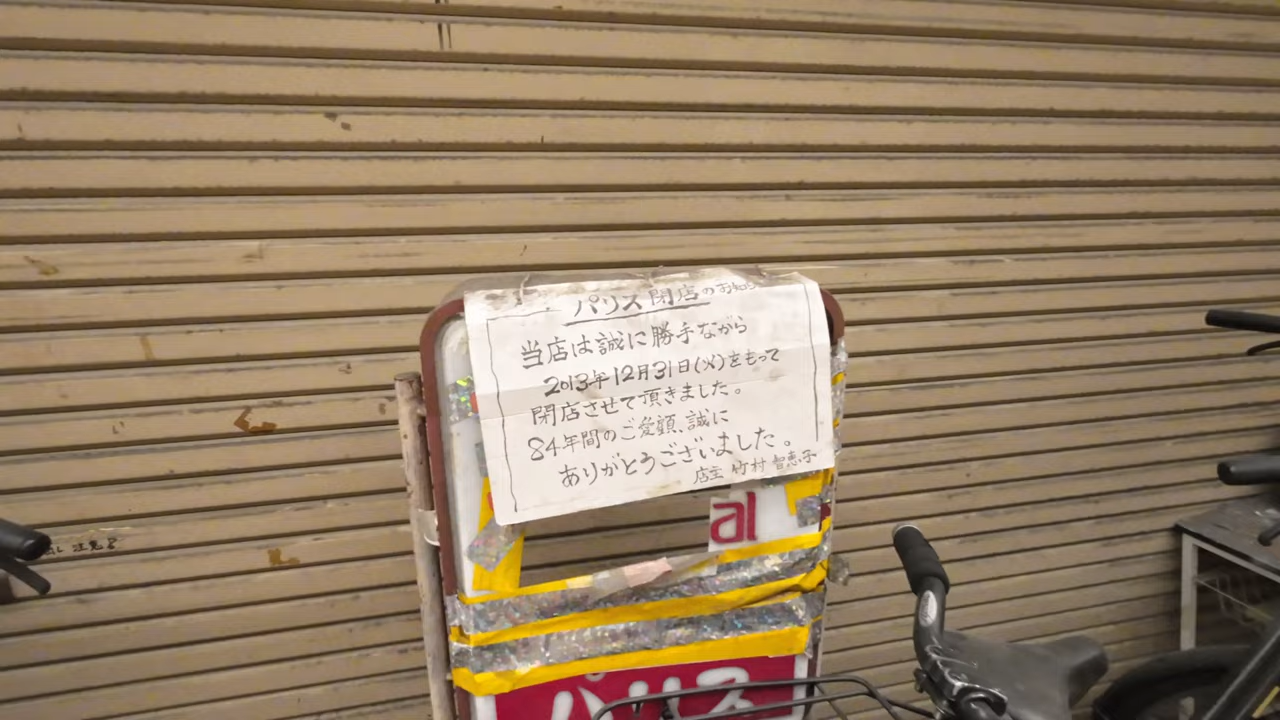 パリス閉店のお知らせ
当店は誠に勝手ながら
2013年12月31日(火)をもって
閉店させて頂きました。
84年間のご愛顧、誠に
ありがとうございました。
店主 竹村 智恵子
al
パリス